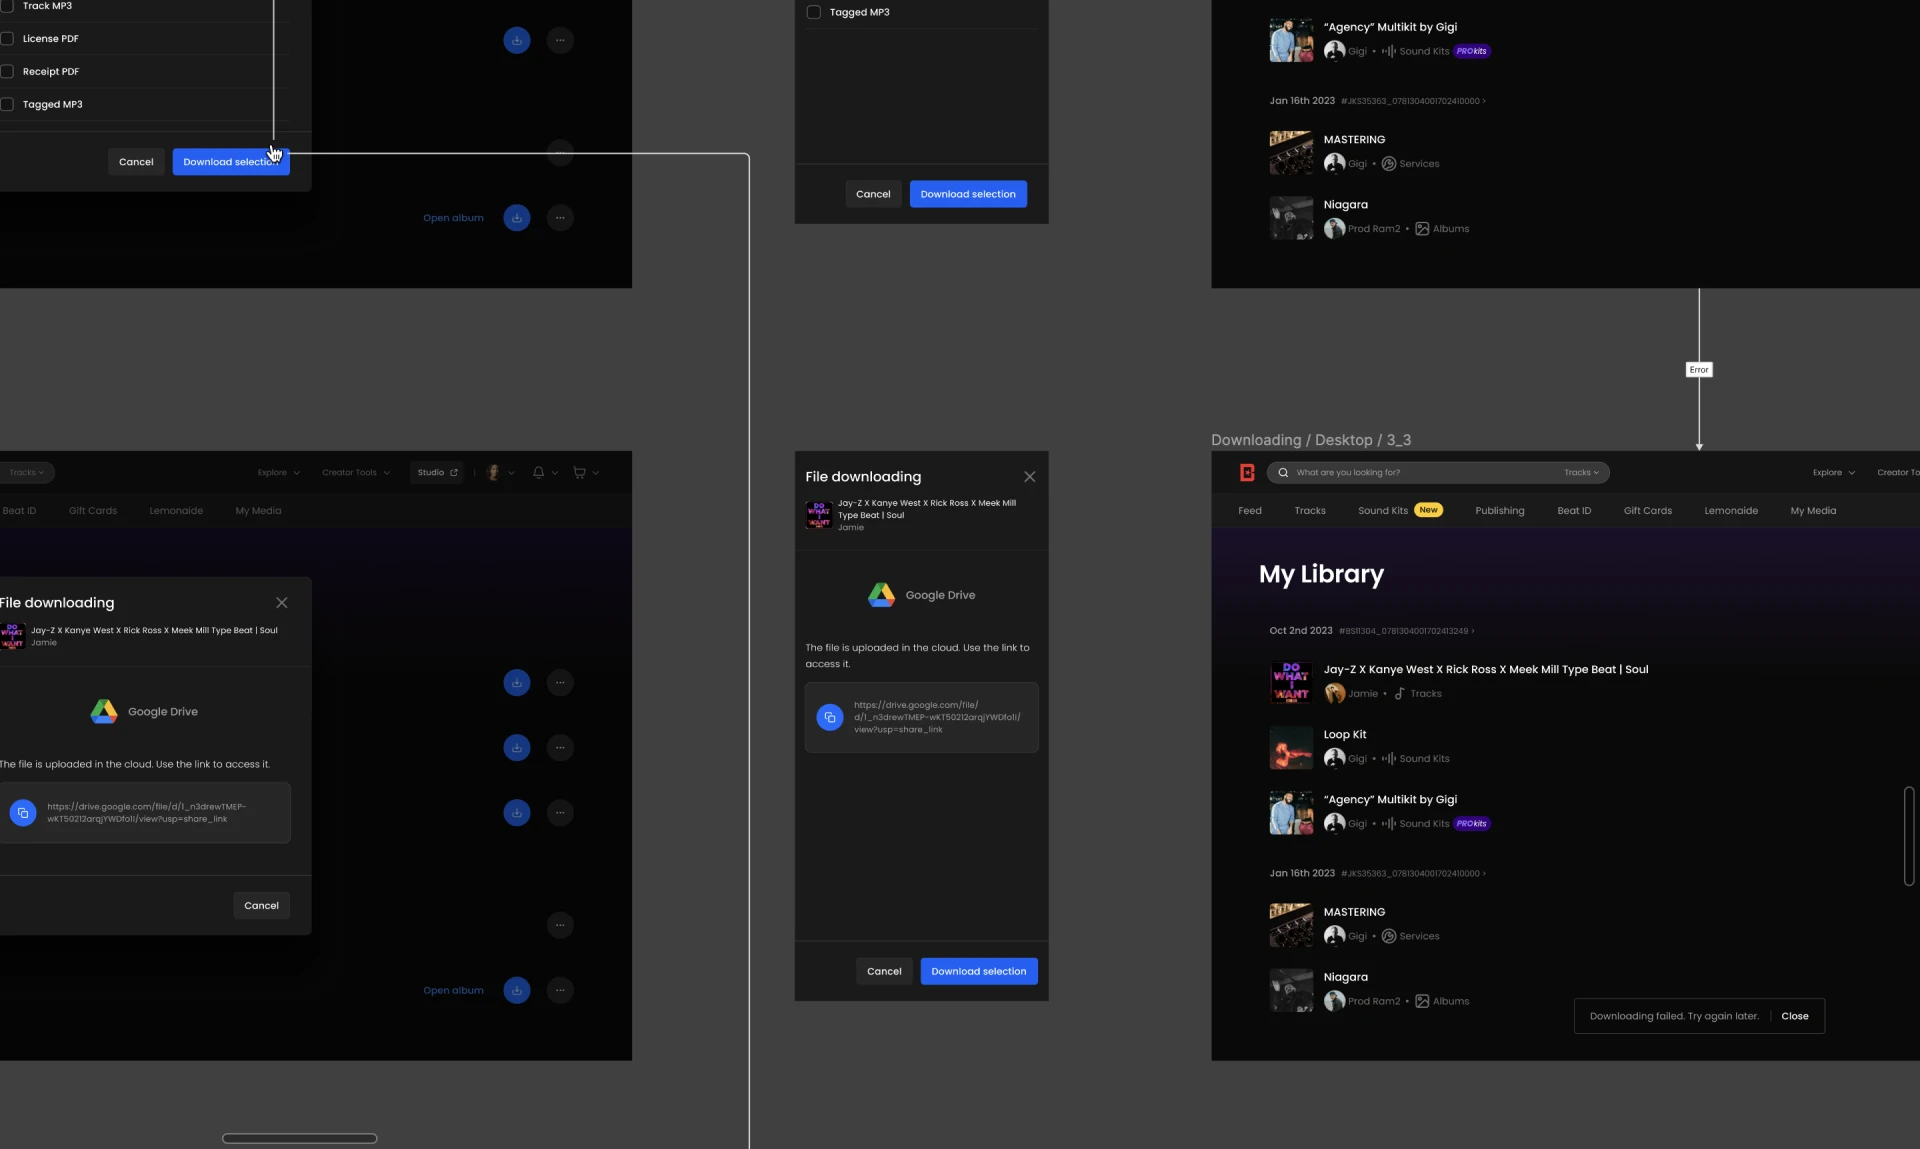 Track MP3
License PDF
Receipt PDF
Tagged MP3
Cancel
Download selection
Open album
Tagged MP3
Cancel
Download selection
“Agency” Multikit by Gigi
Gigi • Sound Kits PROkits
Jan 16th 2023 #JKS35363_0781304001702410000 >
MASTERING
Gigi • Services
Niagara
Prod Ram2 • Albums
Error
Tracks
Explore
Creator Tools
Studio
Beat ID
Gift Cards
Lemonaide
My Media
File downloading
Jay-Z X Kanye West X Rick Ross X Meek Mill Type Beat | Soul
Jamie
Google Drive
The file is uploaded in the cloud. Use the link to access it.
https://drive.google.com/file/d/1_n3drewTMEP-
wKT50212arqjYWDfo1I/view?usp=share_link
Cancel
Open album
File downloading
DO
WHAT
I
WANT
Jay-Z X Kanye West X Rick Ross X Meek Mill
Type Beat | Soul
Jamie
Google Drive
The file is uploaded in the cloud. Use the link to
access it.
https://drive.google.com/file/
d/1_n3drewTMEP-wKT50212arqjYWDfo1I/
view?usp=share_link
Cancel
Download selection
Downloading / Desktop / 3_3
What are you looking for?
Tracks
Explore
Creator To
Feed
Tracks
Sound Kits New
Publishing
Beat ID
Gift Cards
Lemonaide
My Media
My Library
Oct 2nd 2023 #BS11304_0781304001702413249 >
DO
WHAT
I
WANT
Jay-Z X Kanye West X Rick Ross X Meek Mill Type Beat | Soul
Jamie • Tracks
Loop Kit
Gigi • Sound Kits
“Agency” Multikit by Gigi
Gigi • Sound Kits PROkits
Jan 16th 2023 #JKS35363_0781304001702410000 >
MASTERING
Gigi • Services
Niagara
Prod Ram2 • Albums
Downloading failed. Try again later.
Close